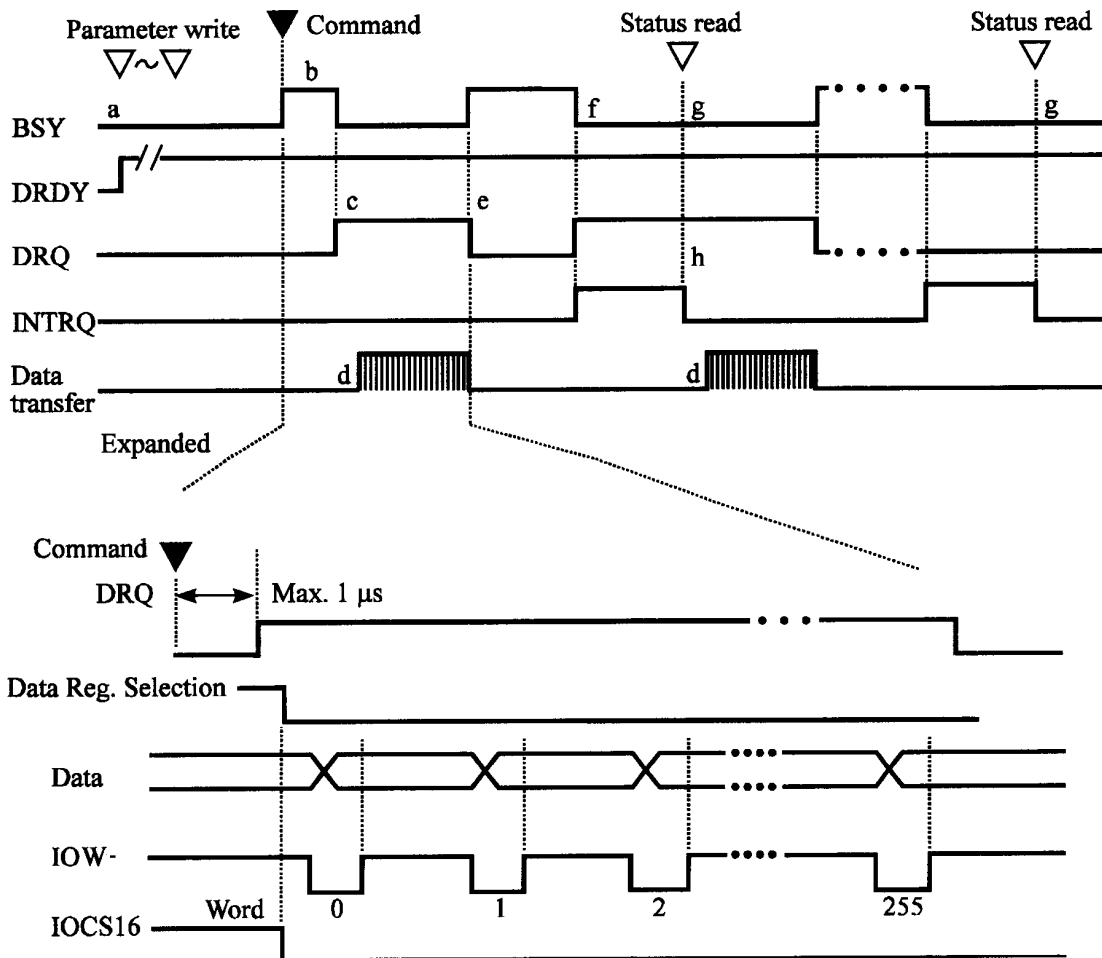 Parameter write
Command
Status read
Status read
b
a
f
g
g
BSY
DRDY
c
e
DRQ
h
INTRQ
Data
transfer
d
d
Expanded
Command
DRQ
Max. 1 µs
Data Reg. Selection
Data
IOW-
Word
0
1
2
255
IOCS16